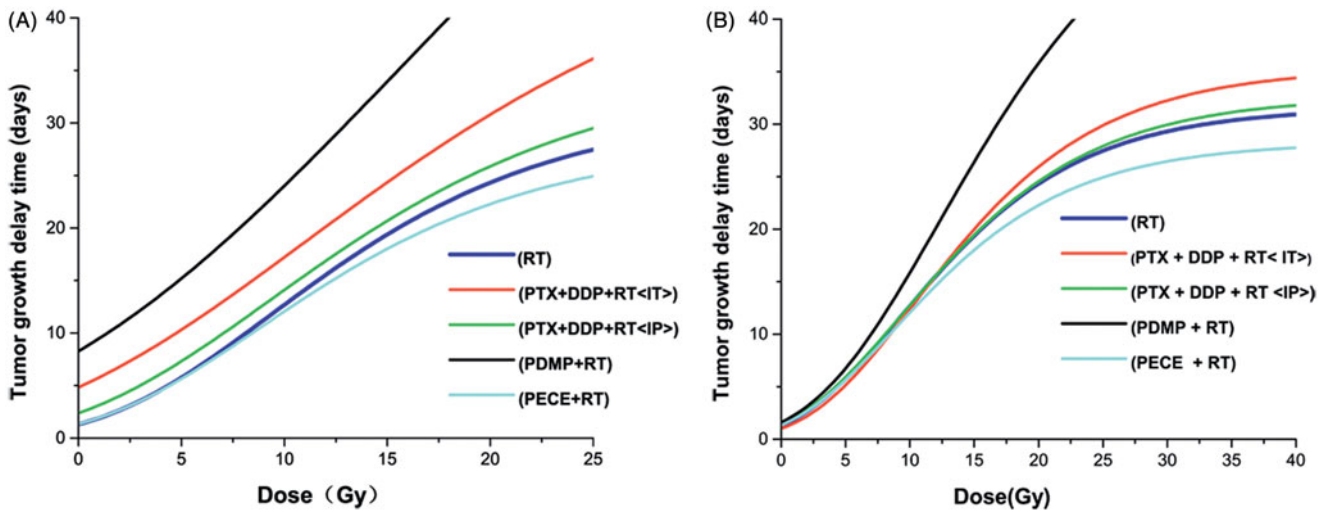 (A)
Tumor growth delay time (days)
40
30
20
10
0
0 5 10 15 20 25
Dose（Gy）
(RT)
(PTX+DDP+RT<IT>)
(PTX+DDP+RT<IP>)
(PDMP+RT)
(PECE+RT)
(B)
Tumor growth delay time (days)
40
30
20
10
0
0 5 10 15 20 25 30 35 40
Dose(Gy)
(RT)
(PTX + DDP + RT< IT>)
(PTX + DDP + RT <IP>)
(PDMP + RT)
(PECE + RT)